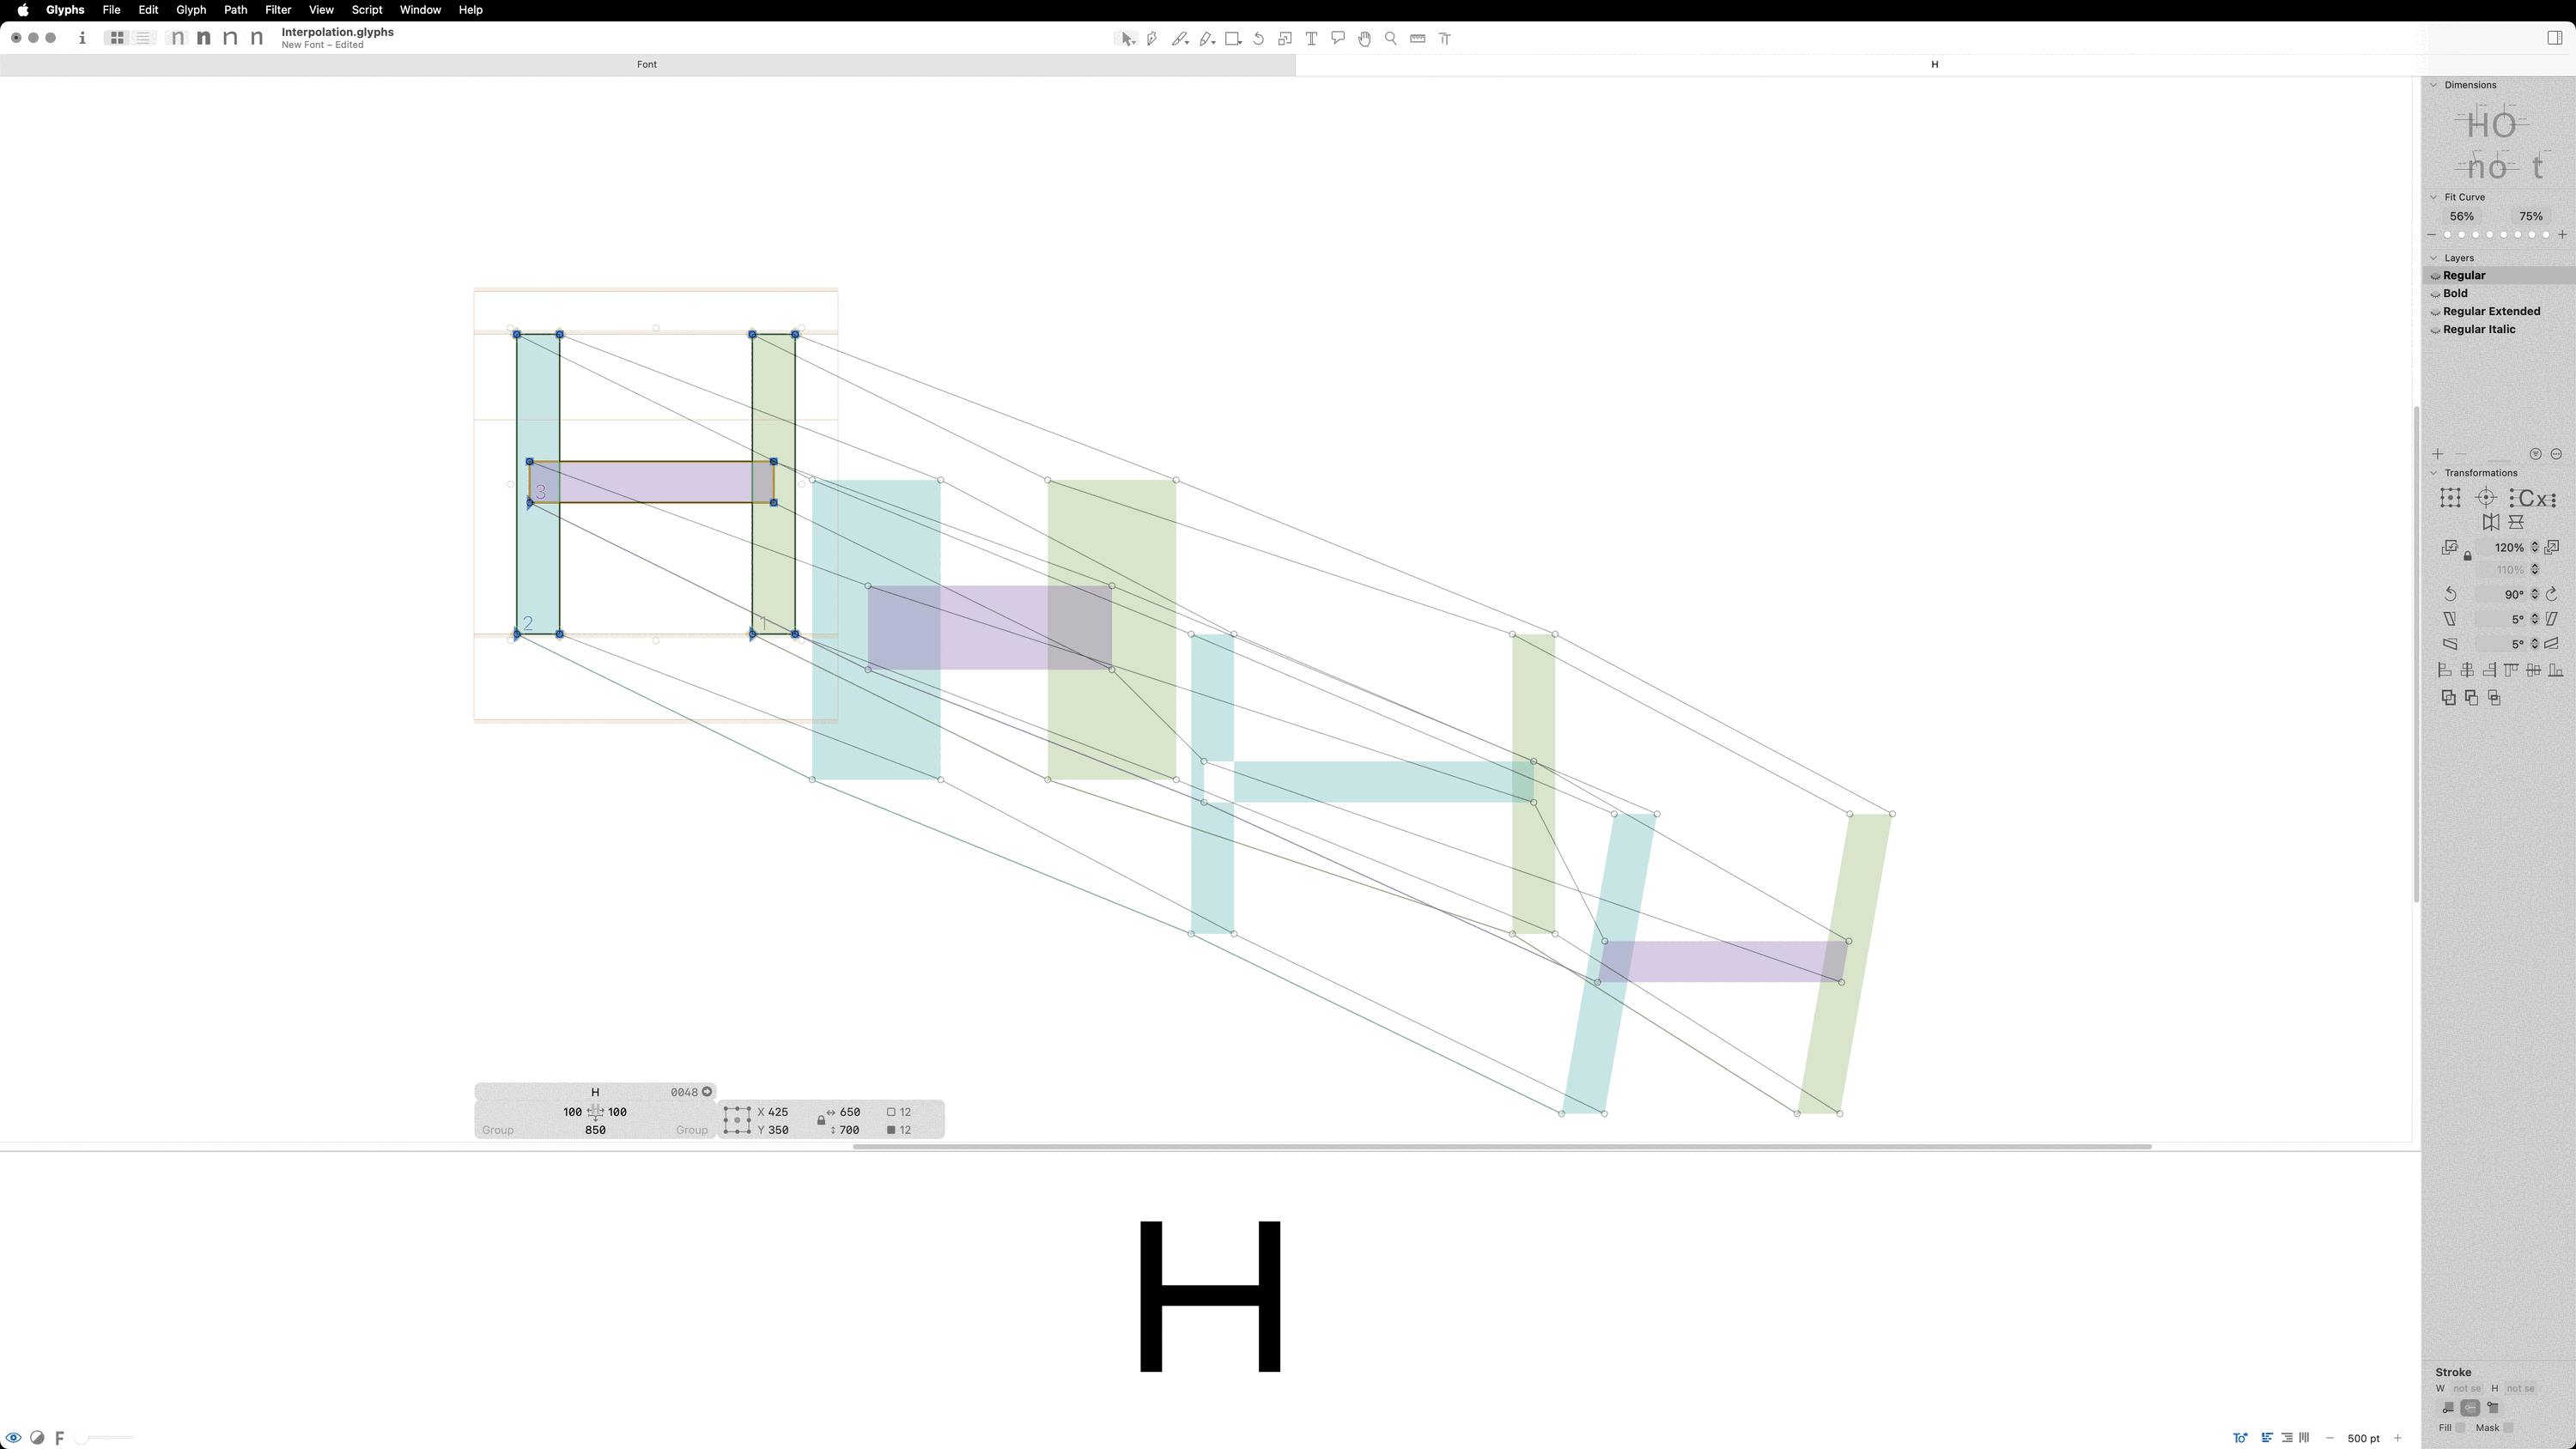 Glyphs File Edit Glyph Path Filter View Script Window Help
n n n n
Interpolation.glyphs
New Font – Edited
Font
H
Dimensions
HO
no t
Fit Curve
56% 75%
Layers
Regular
Bold
Regular Extended
Regular Italic
Transformations
Cx
120%
110%
90°
5°
5°
3
2
1
H 0048
100 100
Group 850 Group
X 425 650 12
Y 350 700 12
H
Stroke
W not se H not se
Fill Mask
F
To
500 pt